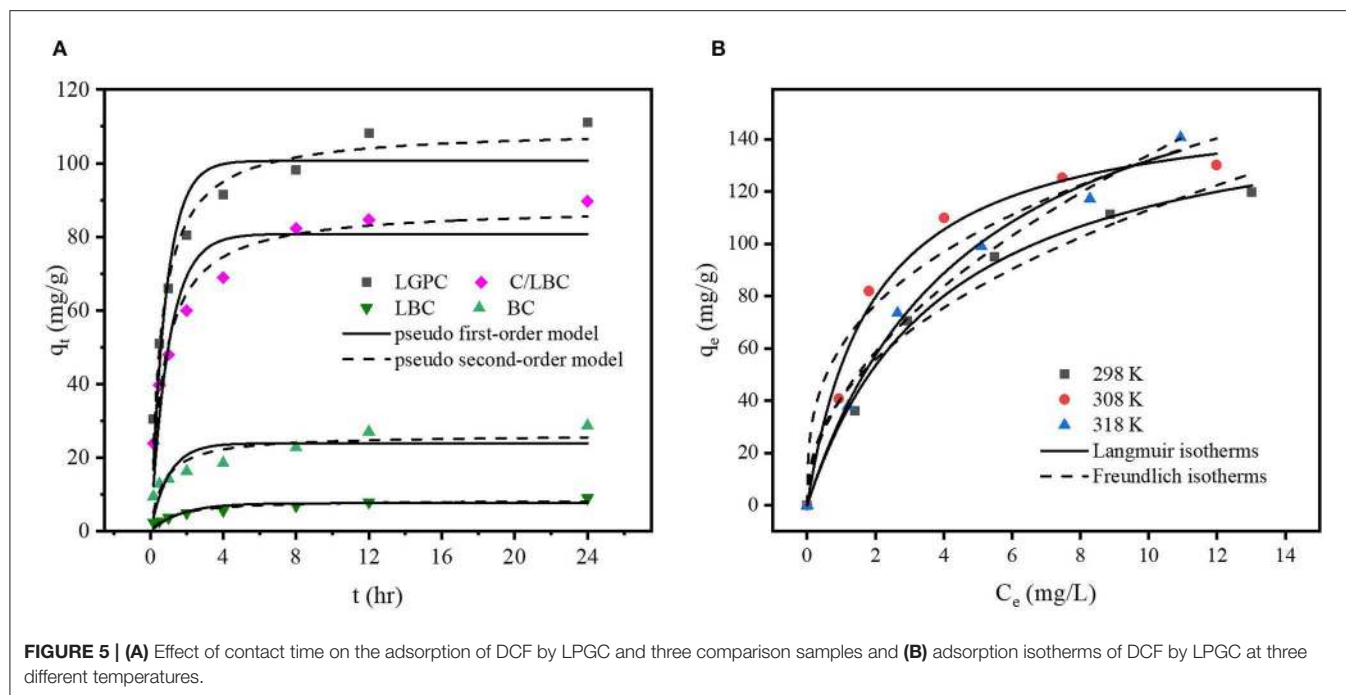 A
120
100
80
60
40
20
0
q_t (mg/g)
LGPC C/LBC
LBC BC
pseudo first-order model
pseudo second-order model
0 4 8 12 16 20 24
t (hr)
B
140
120
100
80
60
40
20
0
q_e (mg/g)
298 K
308 K
318 K
Langmuir isotherms
Freundlich isotherms
0 2 4 6 8 10 12 14
C_e (mg/L)
FIGURE 5 | (A) Effect of contact time on the adsorption of DCF by LPGC and three comparison samples and (B) adsorption isotherms of DCF by LPGC at three
different temperatures.